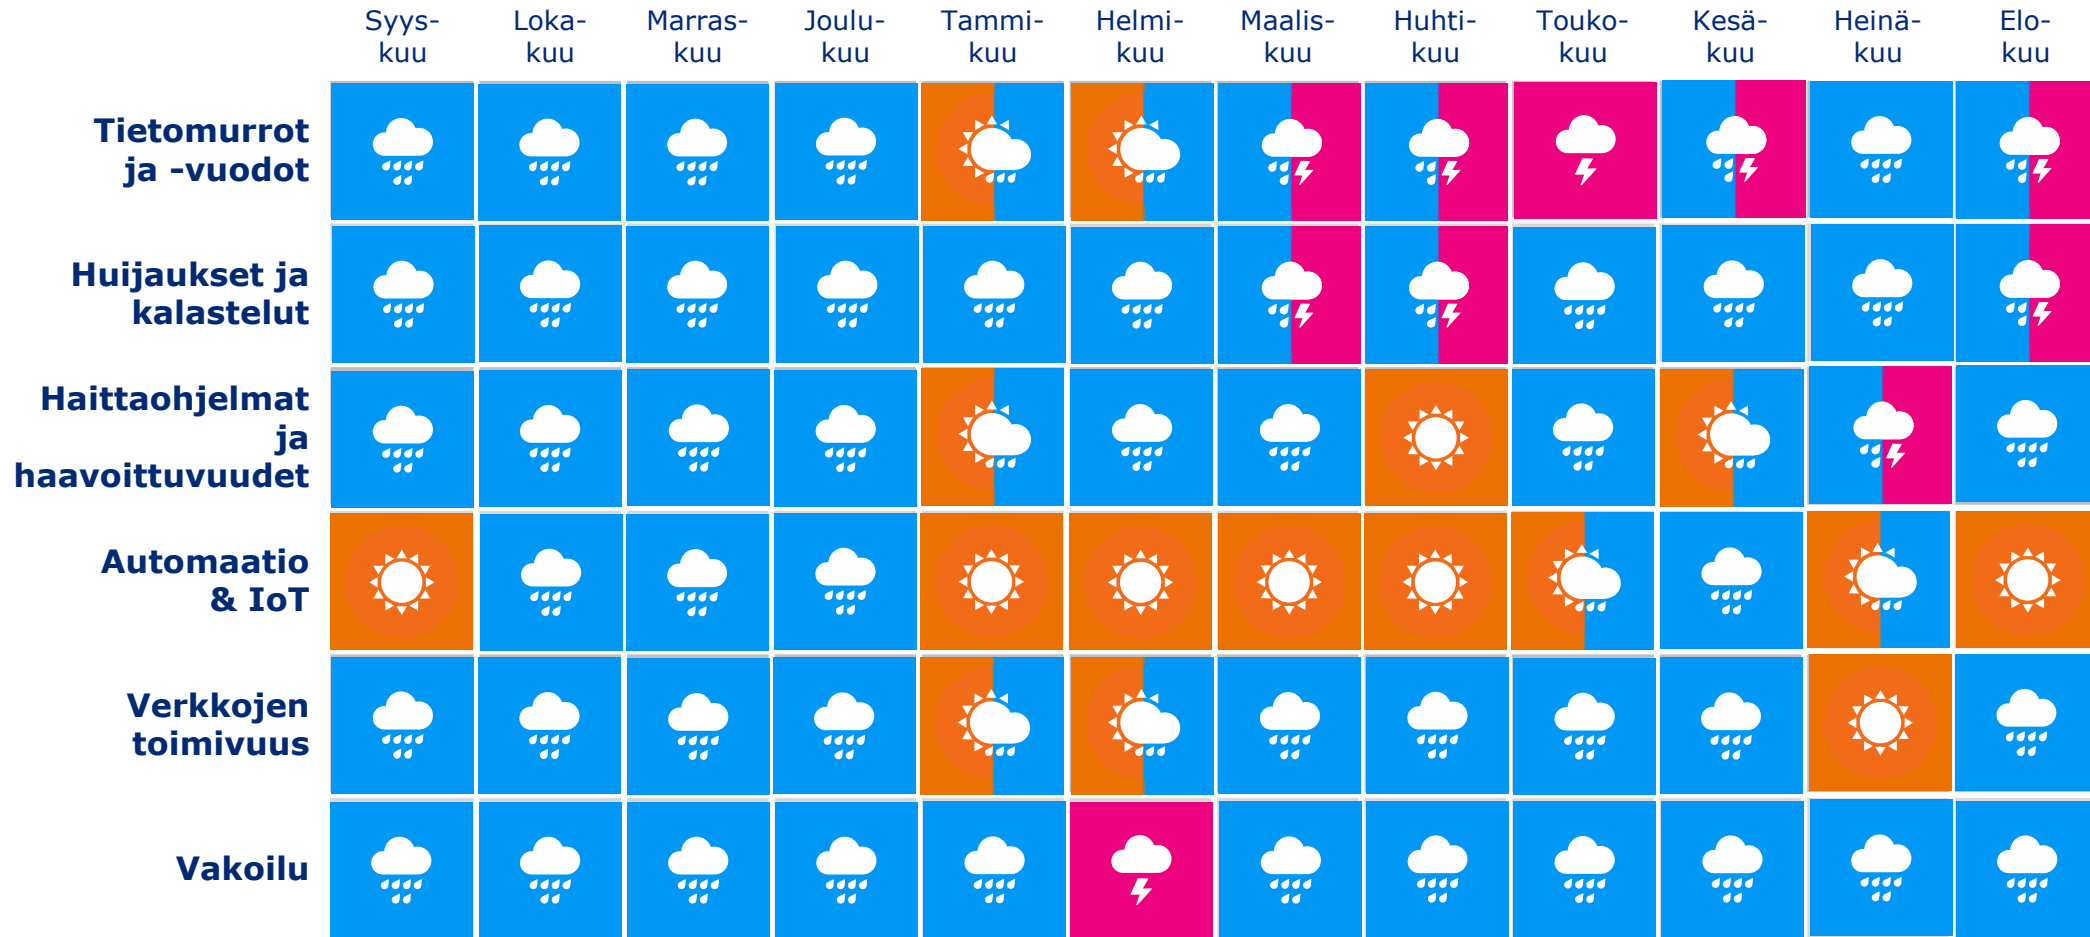 Syys-
kuu
Loka-
kuu
Marras-
kuu
Joulu-
kuu
Tammi-
kuu
Helmi-
kuu
Maalis-
kuu
Huhti-
kuu
Touko-
kuu
Kesä-
kuu
Heinä-
kuu
Elo-
kuu
Tietomurrot
ja -vuodot
Huijaukset ja
kalastelut
Haittaohjelmat
ja
haavoittuvuudet
Automaatio
& IoT
Verkkojen
toimivuus
Vakoilu